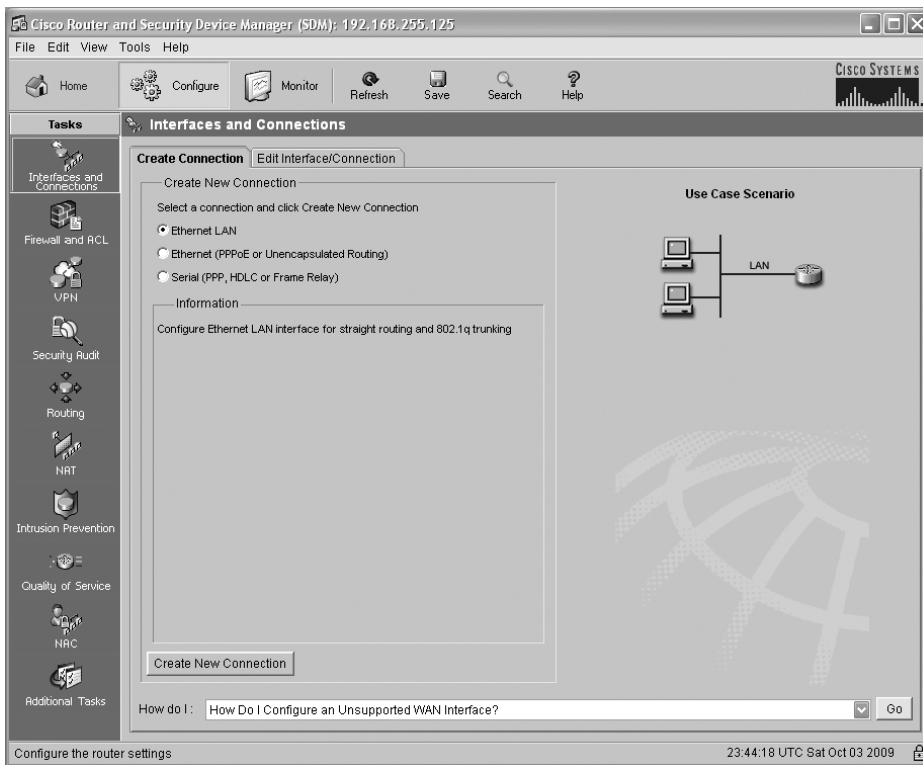 Cisco Router and Security Device Manager (SDM): 192.168.255.125
File Edit View Tools Help
Home Configure Monitor Refresh Save Search Help
CISCO SYSTEMS
Tasks
Interfaces and Connections
Interfaces and
Connections
Firewall and ACL
VPN
Security Audit
Routing
NAT
Intrusion Prevention
Quality of Service
NAC
Additional Tasks
Create Connection Edit Interface/Connection
Create New Connection
Select a connection and click Create New Connection
Ethernet LAN
Ethernet (PPPoE or Unencapsulated Routing)
Serial (PPP, HDLC or Frame Relay)
Information
Configure Ethernet LAN interface for straight routing and 802.1q trunking
Use Case Scenario
LAN
Create New Connection
How do I : How Do I Configure an Unsupported WAN Interface? Go
Configure the router settings 23:44:18 UTC Sat Oct 03 2009